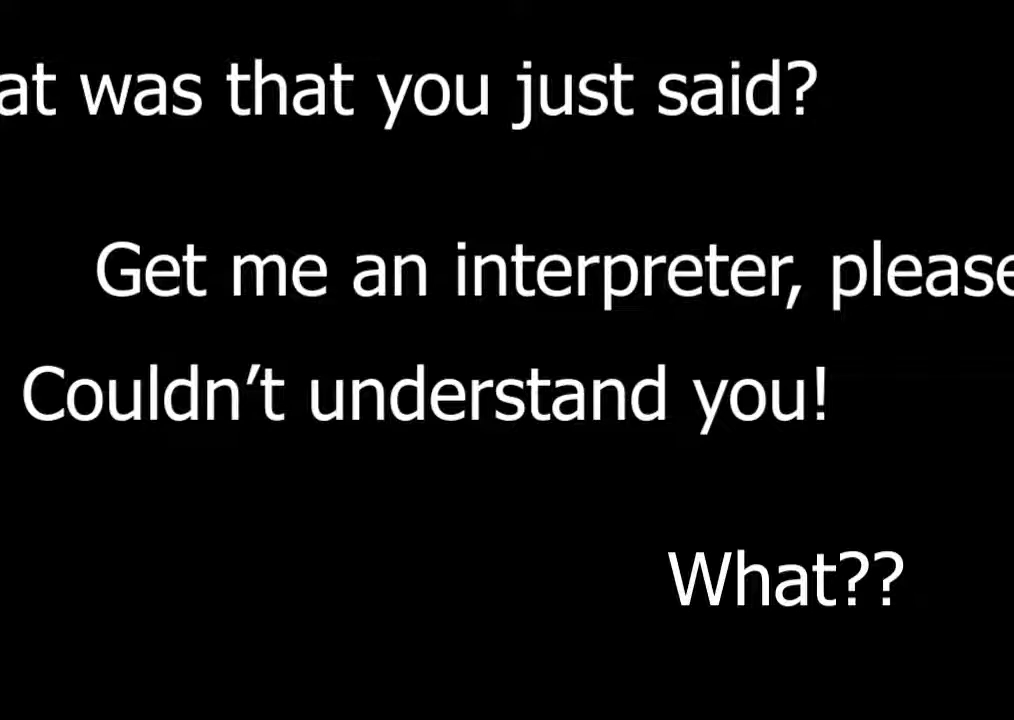 at was that you just said?
Get me an interpreter, please
Couldn’t understand you!
What??